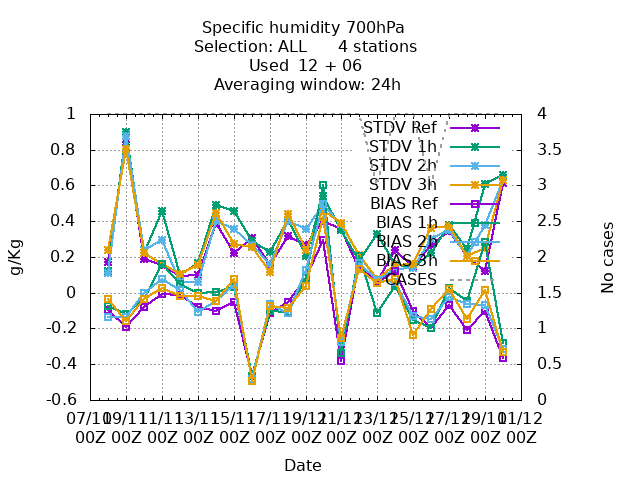 Specific humidity 700hPa
Selection: ALL      4 stations
Used  12 + 06
Averaging window: 24h
1
0.8
0.6
0.4
0.2
0
-0.2
-0.4
-0.6
g/Kg
4
3.5
3
2.5
2
1.5
1
0.5
0
No cases
STDV Ref
STDV 1h
STDV 2h
STDV 3h
BIAS Ref
BIAS 1h
BIAS 2h
BIAS 3h
CASES
07/11 09/11 11/11 13/11 15/11 17/11 19/11 21/11 23/11 25/11 27/11 29/11 01/12
00Z 00Z 00Z 00Z 00Z 00Z 00Z 00Z 00Z 00Z 00Z 00Z 00Z
Date